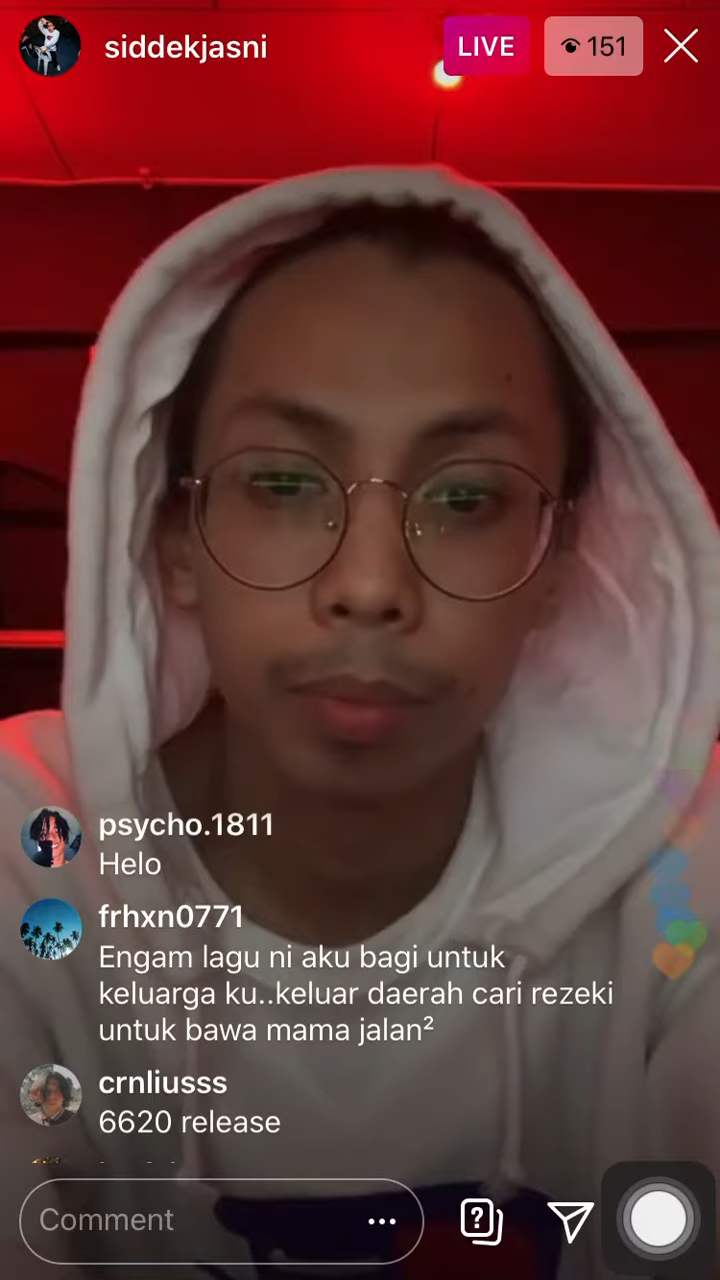 siddekjasni
LIVE
151
psycho.1811
Helo
frhxn0771
Engam lagu ni aku bagi untuk
keluarga ku..keluar daerah cari rezeki
untuk bawa mama jalan²
crnliusss
6620 release
Comment